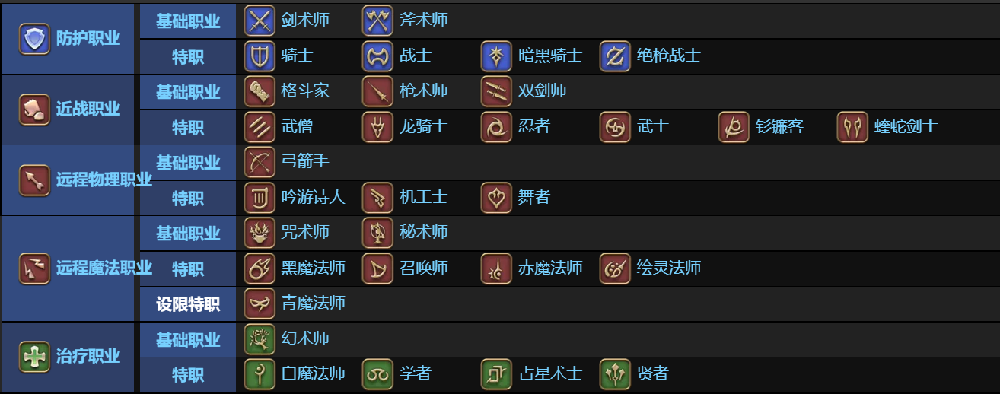 防护职业
基础职业 剑术师 斧术师
特职 骑士 战士 暗黑骑士 绝枪战士
近战职业
基础职业 格斗家 枪术师 双剑师
特职 武僧 龙骑士 忍者 武士 钐镰客 蝰蛇剑士
远程物理职业
基础职业 弓箭手
特职 吟游诗人 机工士 舞者
远程魔法职业
基础职业 咒术师 秘术师
特职 黑魔法师 召唤师 赤魔法师 绘灵法师
设限特职 青魔法师
治疗职业
基础职业 幻术师
特职 白魔法师 学者 占星术士 贤者